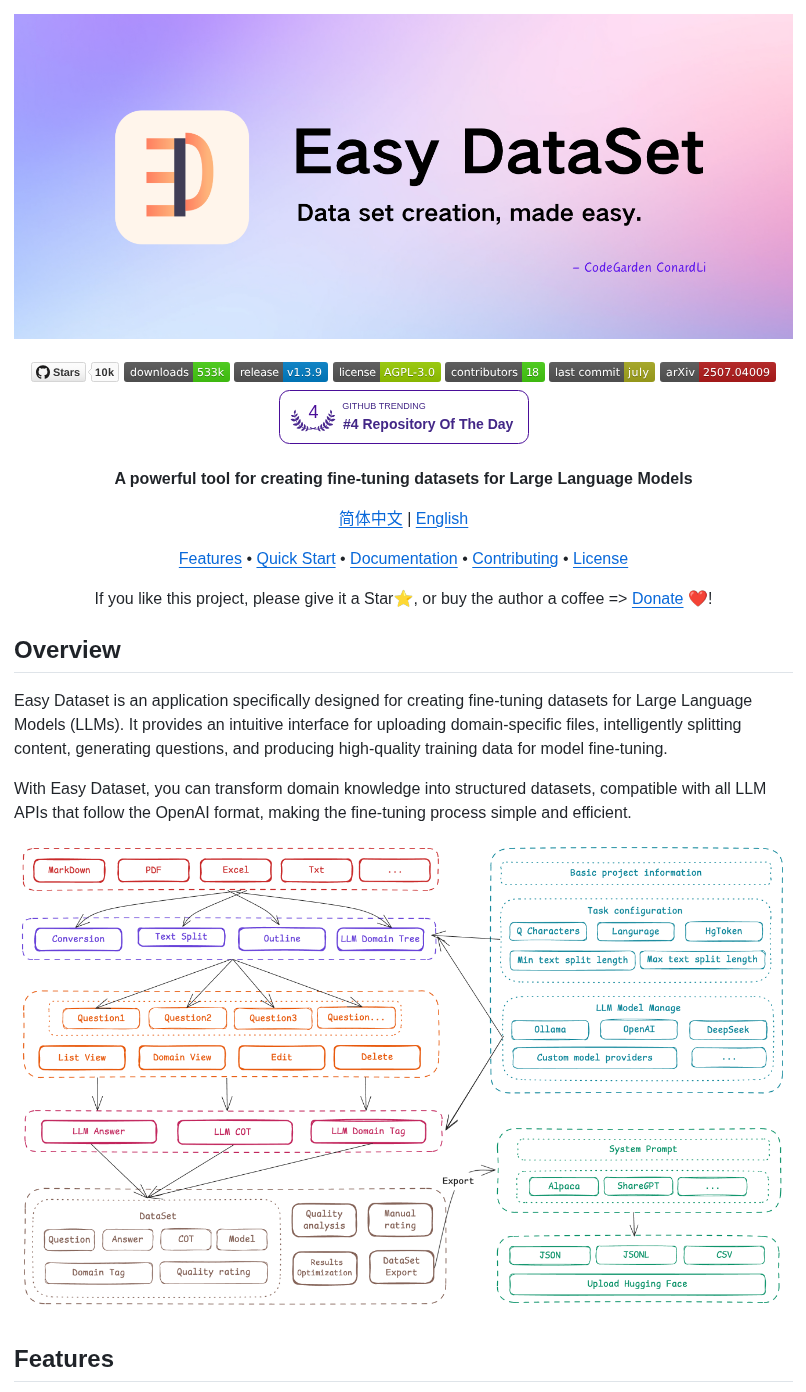 Easy DataSet
Data set creation, made easy.
– CodeGarden ConardLi
Stars 10k downloads 533k release v1.3.9 license AGPL-3.0 contributors 18 last commit july arXiv 2507.04009
4
GITHUB TRENDING
#4 Repository Of The Day
A powerful tool for creating fine-tuning datasets for Large Language Models
简体中文 | English
Features • Quick Start • Documentation • Contributing • License
If you like this project, please give it a Star⭐, or buy the author a coffee => Donate ❤️!
Overview
Easy Dataset is an application specifically designed for creating fine-tuning datasets for Large Language
Models (LLMs). It provides an intuitive interface for uploading domain-specific files, intelligently splitting
content, generating questions, and producing high-quality training data for model fine-tuning.
With Easy Dataset, you can transform domain knowledge into structured datasets, compatible with all LLM
APIs that follow the OpenAI format, making the fine-tuning process simple and efficient.
MarkDown PDF Excel Txt ...
Conversion Text Split Outline LLM Domain Tree
Question1 Question2 Question3 Question...
List View Domain View Edit Delete
LLM Answer LLM COT LLM Domain Tag
DataSet
Question Answer COT Model
Domain Tag Quality rating
Quality
analysis
Manual
rating
Results
Optimization
DataSet
Export
Export
Basic project information
Task configuration
Q Characters Langurage HgToken
Min text split length Max text split length
LLM Model Manage
Ollama OpenAI DeepSeek
Custom model providers ...
System Prompt
Alpaca ShareGPT ...
JSON JSONL CSV
Upload Hugging Face
Features